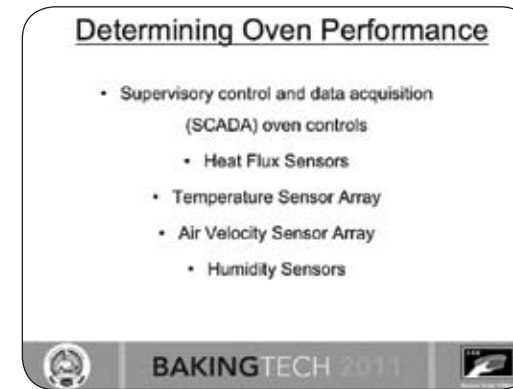 Determining Oven Performance
• Supervisory control and data acquisition
(SCADA) oven controls
• Heat Flux Sensors
• Temperature Sensor Array
• Air Velocity Sensor Array
• Humidity Sensors
BAKINGTECH 2011